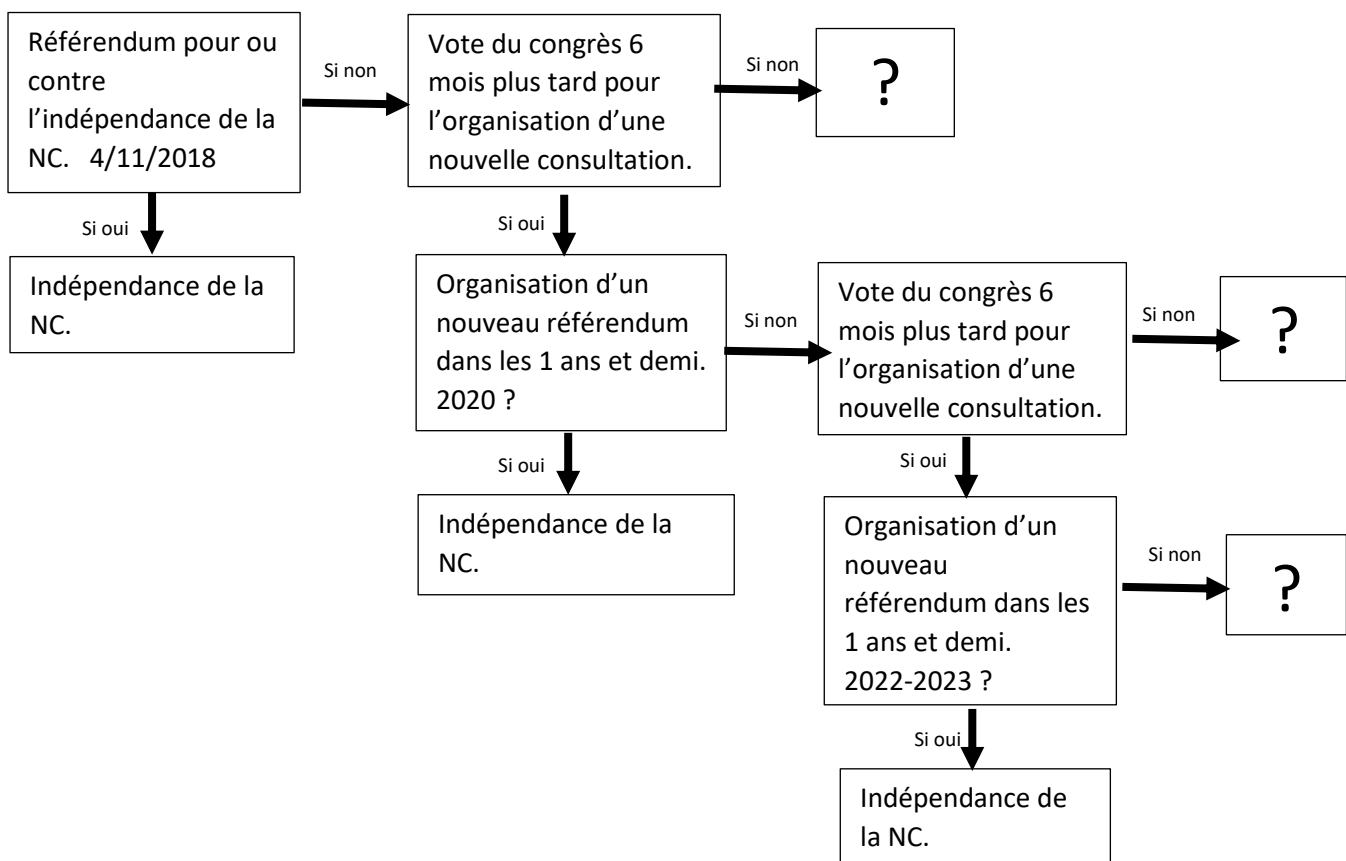 Référendum pour ou
contre
l’indépendance de la
NC. 4/11/2018
Si non
Vote du congrès 6
mois plus tard pour
l’organisation d’une
nouvelle consultation.
Si non
?
Si oui
Indépendance de la
NC.
Si oui
Organisation d’un
nouveau référendum
dans les 1 ans et demi.
2020 ?
Si non
Vote du congrès 6
mois plus tard pour
l’organisation d’une
nouvelle consultation.
Si non
?
Si oui
Indépendance de la
NC.
Si oui
Organisation d’un
nouveau
référendum dans les
1 ans et demi.
2022-2023 ?
Si non
?
Si oui
Indépendance de
la NC.